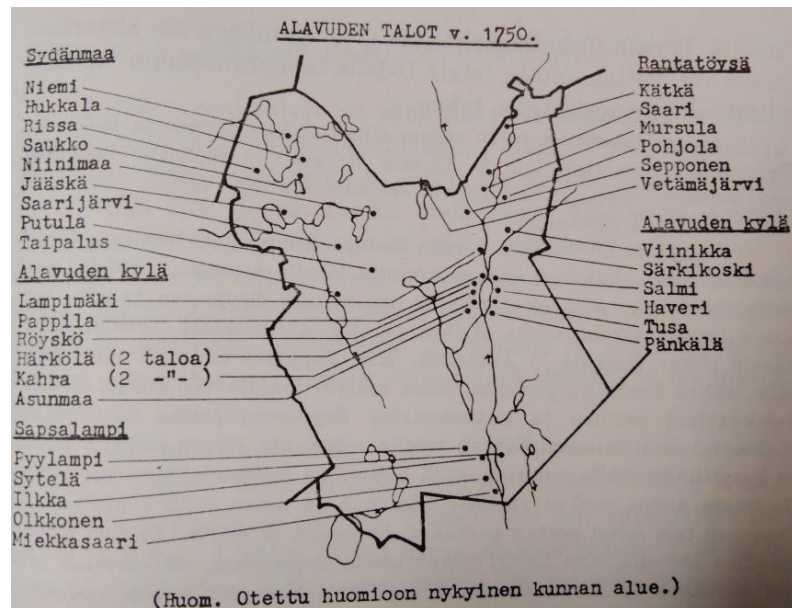 ALAVUDEN TALOT v. 1750.
Sydänmaa
Niemi
Hukkala
Rissa
Saukko
Niinimaa
Jääskä
Saarijärvi
Putula
Taipalus
Alavuden kylä
Lampimäki
Pappila
Röyskö
Härkölä (2 taloa)
Kahra (2 -"- )
Asunmaa
Sapsalampi
Pyylampi
Sytelä
Ilkka
Olkkonen
Miekkasaari
Rantatöysä
Kätkä
Saari
Mursula
Pohjola
Sepponen
Vetämäjärvi
Alavuden kylä
Viinikka
Särkikoski
Salmi
Haveri
Tusa
Pänkälä
(Huom. Otettu huomioon nykyinen kunnan alue.)